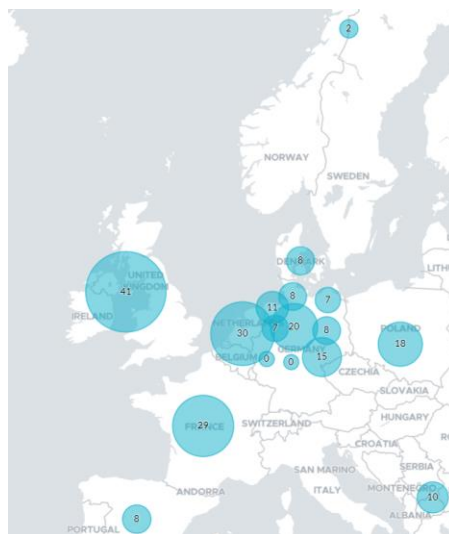 2
NORWAY
SWEDEN
DENMARK
8
LITH
UNITED
KINGDOM
41
IRELAND
8
7
11
NETHERLAN
30
7
20
8
POLAND
18
GERMANY
BELGIUM
0
0
15
CZECHIA
SLOVAKIA
HUNGARY
FRANCE
29
SWITZERLAND
CROATIA
RO
SAN MARINO
SERBIA
ITALY
MONTENEGRO
ANDORRA
10
ALBANIA
8
PORTUGAL